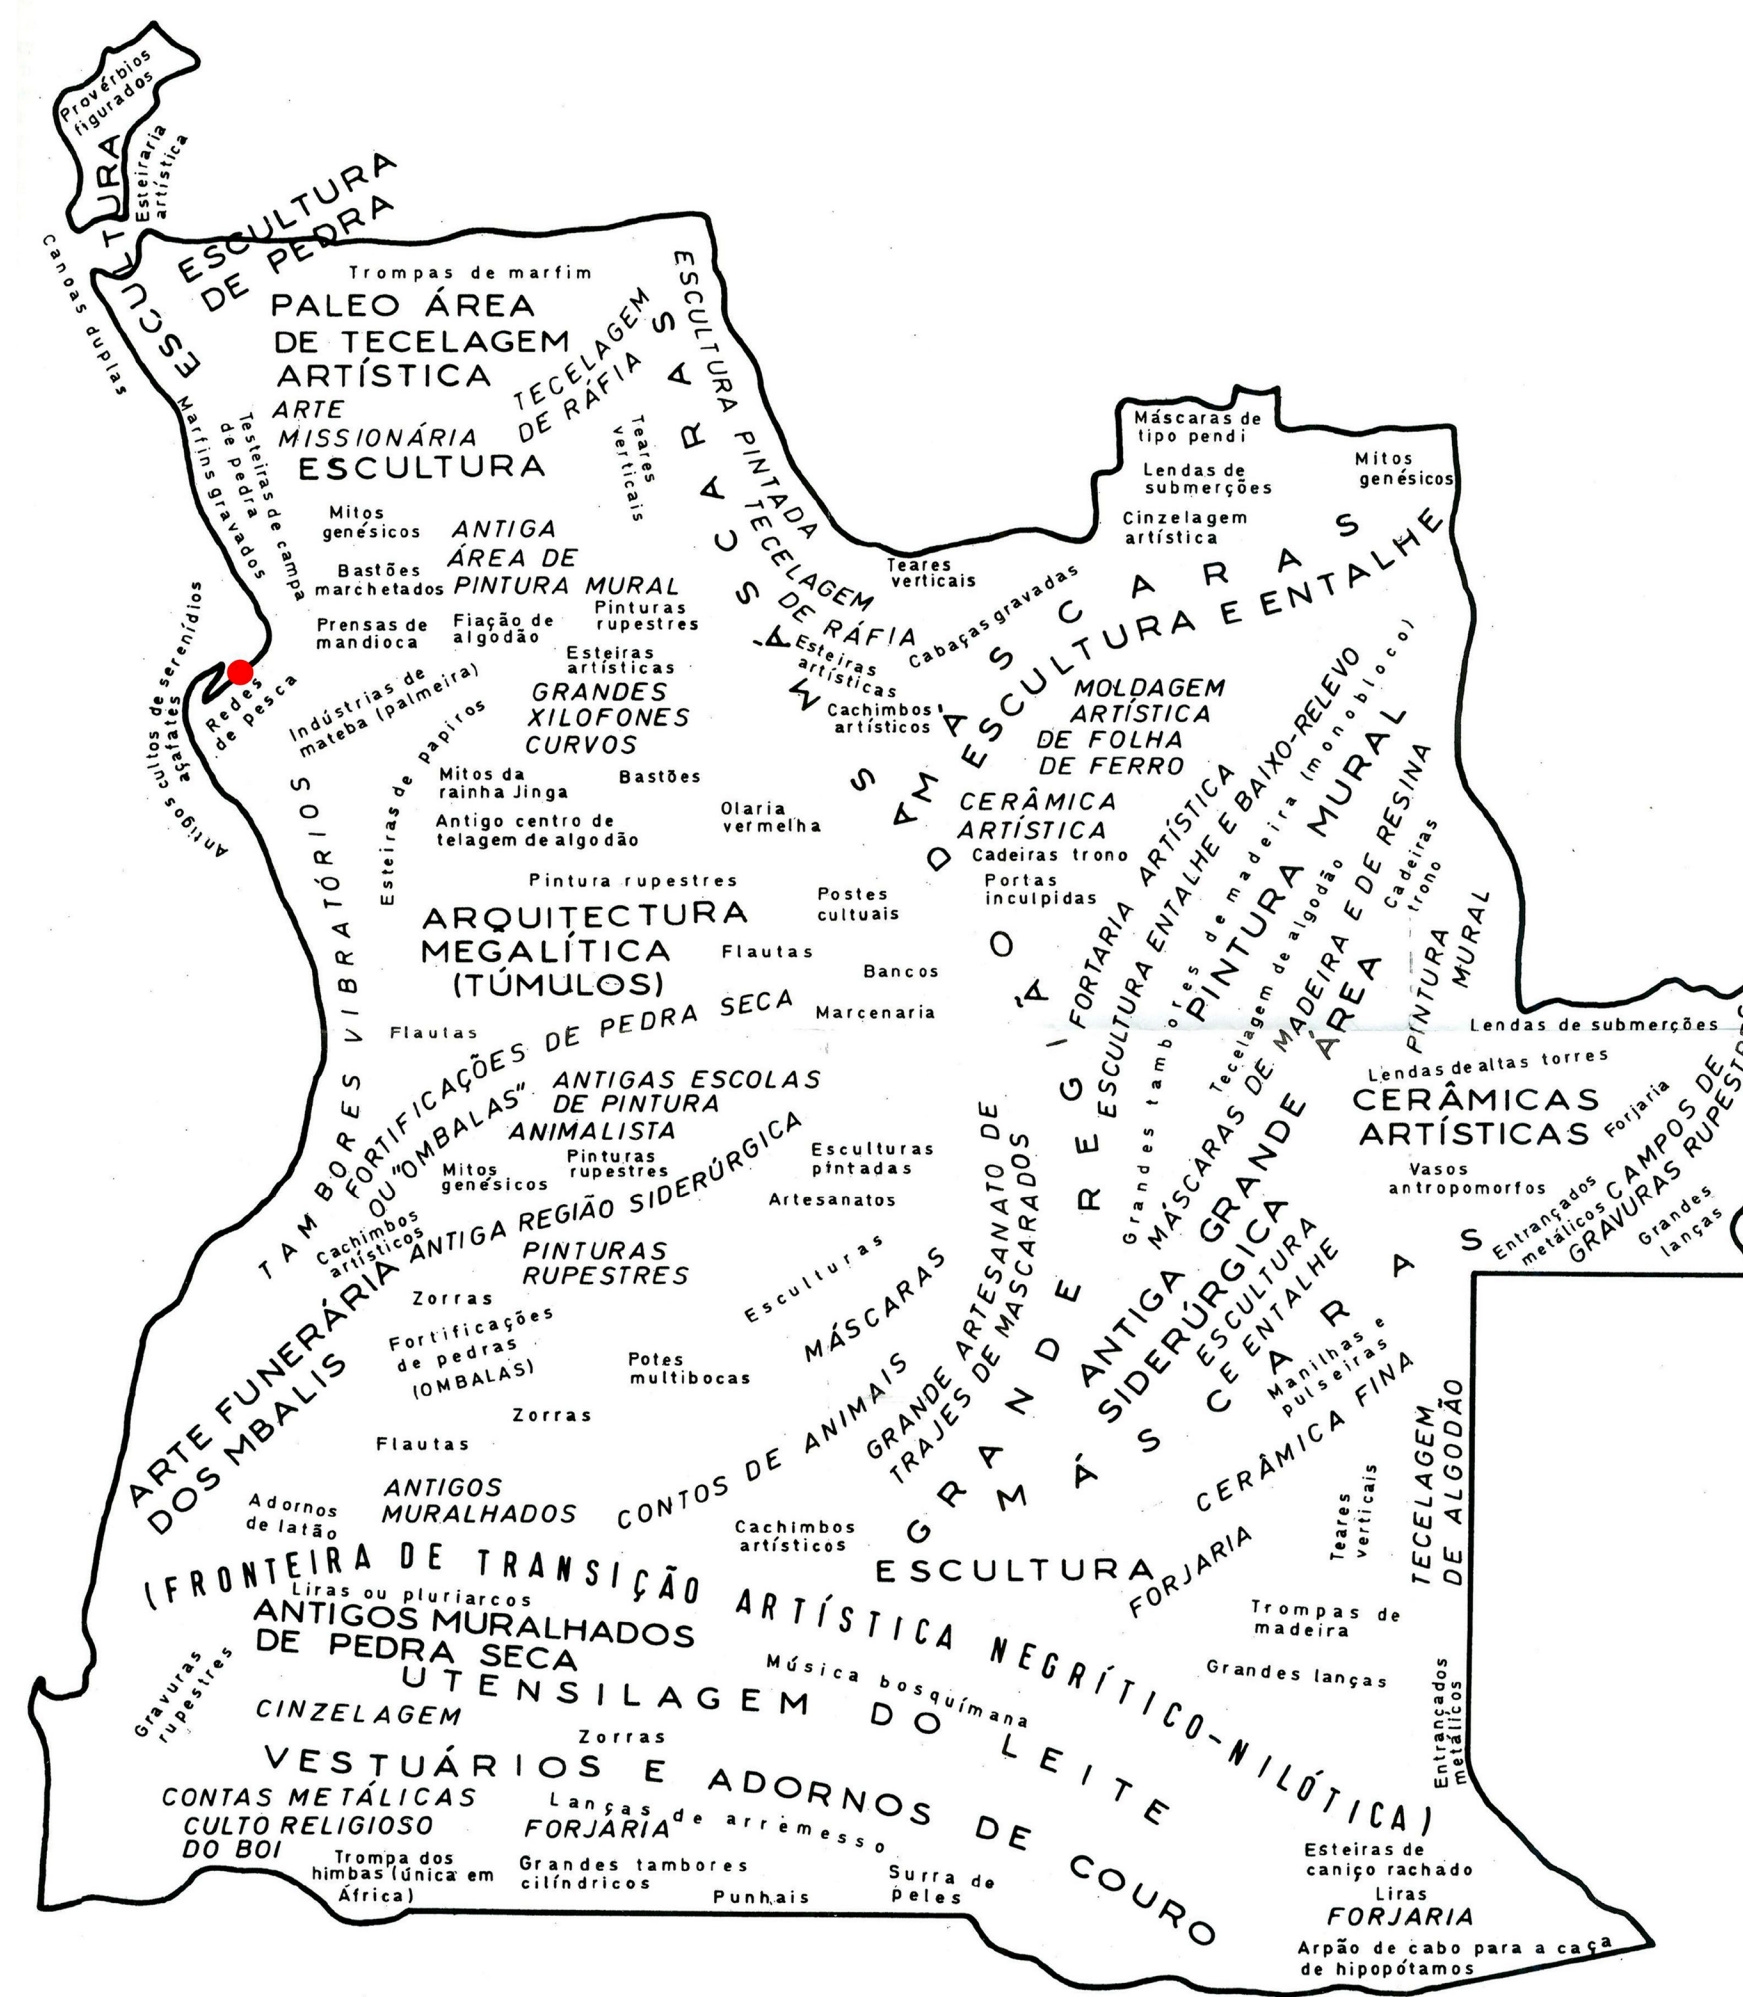 Provérbios
figurados
Esteiraria
artística
ESCULTURA
ESCULTURA
DE PEDRA
Canoas duplas
Trompas de marfim
PALEO ÁREA
DE TECELAGEM
ARTÍSTICA
TECELAGEM
DE RÁFIA
ESCULTURA PINTADA
ARTE
MISSIONÁRIA
ESCULTURA
Marfins gravados
Testeiras de campa
de pedra
Teares
verticais
Máscaras de
tipo pendi
Lendas de
submerções
Mitos
genésicos
Cinzelagem
artística
Mitos
genésicos
ANTIGA
ÁREA DE
PINTURA MURAL
Bastões
marchetados
TECELAGEM
DE RÁFIA
Teares
verticais
Cabaças gravadas
MÁSCARAS
MÁSCARAS
ESCULTURA E ENTALHE
Pinturas
rupestres
Prensas de
mandioca
Fiação de
algodão
Esteiras
artísticas
Esteiras
artísticas
Cachimbos
artísticos
Antigos cultos de serenídios
açafates
Redes
de pesca
Indústrias de
mateba (palmeira)
GRANDES
XILOFONES
CURVOS
MOLDAGEM
ARTÍSTICA
DE FOLHA
DE FERRO
Esteiras de papiros
Mitos da
rainha Jinga
Bastões
Antigo centro de
telagem de algodão
Olaria
vermelha
CERÂMICA
ARTÍSTICA
Cadeiras trono
Portas
inculpidas
FORTARIA ARTÍSTICA
ESCULTURA ENTALHE E BAIXO-RELEVO
Grandes tambores de madeira (monobloco)
PINTURA MURAL
Tecelagem de algodão
MÁSCARAS DE MADEIRA E DE RESINA
Cadeiras
trono
PINTURA
MURAL
TAMBORES VIBRATÓRIOS
Pintura rupestres
Postes
cultuais
ARQUITECTURA
MEGALÍTICA
(TÚMULOS)
Flautas
Bancos
Marcenaria
Flautas
FORTIFICAÇÕES DE PEDRA SECA
OU "OMBALAS"
GRANDE REGIÃO DAS MÁSCARAS
Lendas de submerções
Lendas de altas torres
CERÂMICAS
ARTÍSTICAS
Forjaria
Vasos
antropomorfos
Entrançados
metálicos
CAMPOS DE
GRAVURAS RUPESTRES
Grandes
lanças
ANTIGAS ESCOLAS
DE PINTURA
ANIMALISTA
Pinturas
rupestres
Mitos
genésicos
Esculturas
pintadas
Artesanatos
Cachimbos
artísticos
ANTIGA REGIÃO SIDERÚRGICA
PINTURAS
RUPESTRES
Zorras
Fortificações
de pedras
(OMBALAS)
Esculturas
MÁSCARAS
GRANDE ARTESANATO DE
TRAJES DE MASCARADOS
ANTIGA GRANDE ÁREA
SIDERÚRGICA
ESCULTURA
E ENTALHE
MÁSCARAS
Manilhas e
pulseiras
CERÂMICA FINA
ARTE FUNERÁRIA
DOS MBALIS
Potes
multibocas
Zorras
Flautas
CONTOS DE ANIMAIS
ANTIGOS
MURALHADOS
Adornos
de latão
Cachimbos
artísticos
ESCULTURA
FORJARIA
Teares
verticais
TECELAGEM
DE ALGODÃO
(FRONTEIRA DE TRANSIÇÃO ARTÍSTICA NEGRÍTICO-NILÓTICA)
Liras ou pluriarcos
ANTIGOS MURALHADOS
DE PEDRA SECA
Trompas de
madeira
Grandes lanças
Entrançados
metálicos
Gravuras
rupestres
UTENSILAGEM DO LEITE
Música bosquímana
CINZELAGEM
Zorras
VESTUÁRIOS E ADORNOS DE COURO
CONTAS METÁLICAS
CULTO RELIGIOSO
DO BOI
Lanças de arremesso
FORJARIA
Trompa dos
himbas (única em
África)
Grandes tambores
cilíndricos
Punhais
Surra de
peles
Esteiras de
caniço rachado
Liras
FORJARIA
Arpão de cabo para a caça
de hipopótamos